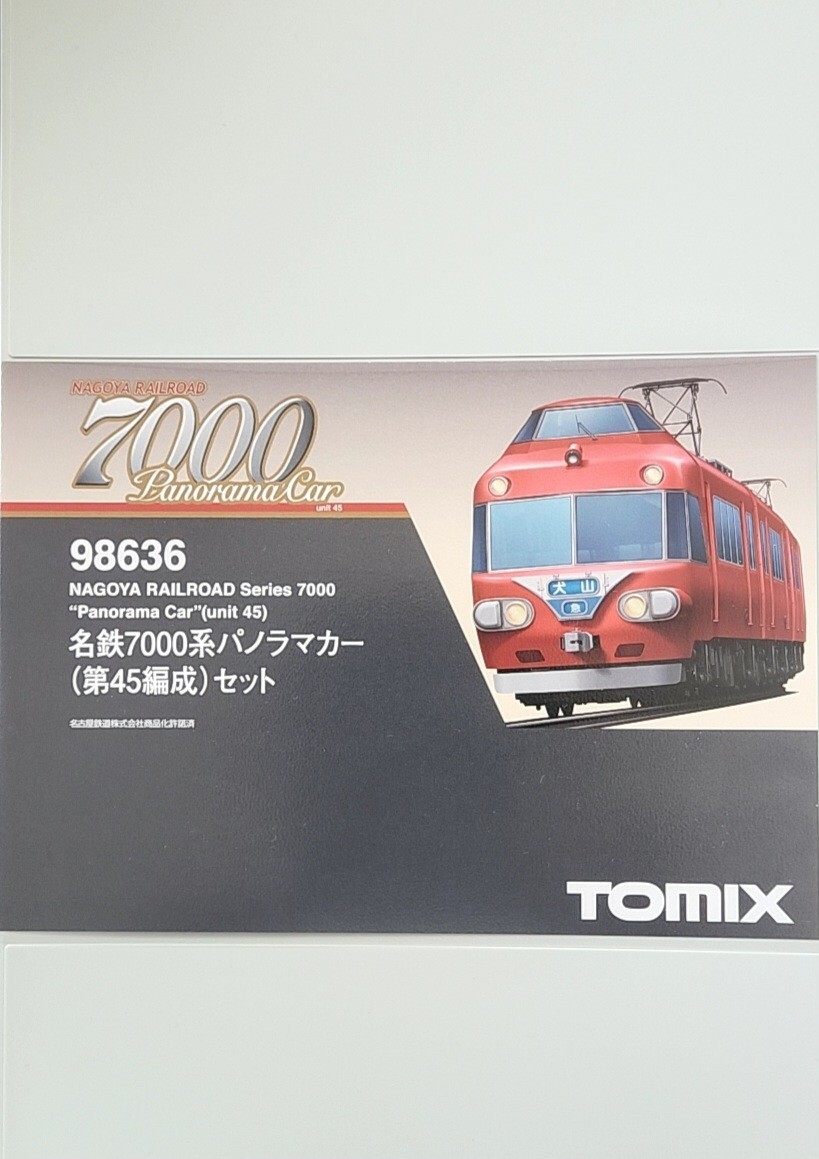 NAGOYA RAILROAD
7000
Panorama Car
unit 45
98636
NAGOYA RAILROAD Series 7000
“Panorama Car”(unit 45)
名鉄7000系パノラマカー
（第45編成）セット
名古屋鉄道株式会社商品化許諾済
犬山
急
TOMIX